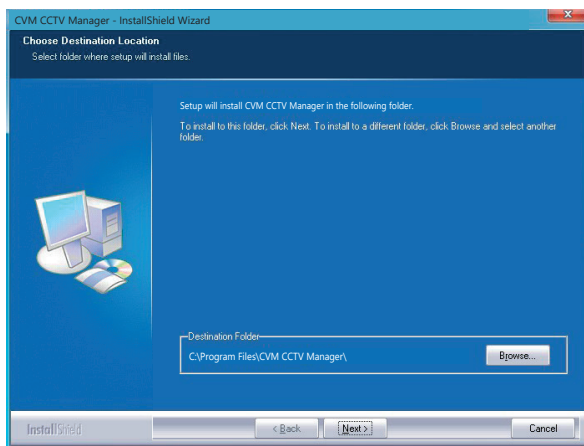 CVM CCTV Manager - InstallShield Wizard
Choose Destination Location
Select folder where setup will install files.
Setup will install CVM CCTV Manager in the following folder.
To install to this folder, click Next. To install to a different folder, click Browse and select another
folder.
Destination Folder
C:\Program Files\CVM CCTV Manager\
Browse...
InstallShield
< Back
Next >
Cancel